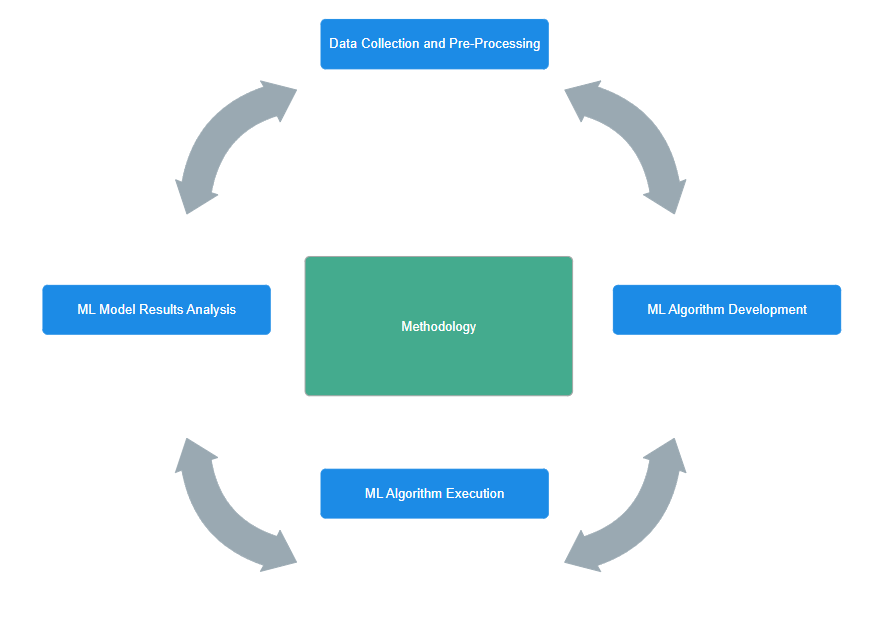 Data Collection and Pre-Processing
ML Model Results Analysis
Methodology
ML Algorithm Development
ML Algorithm Execution